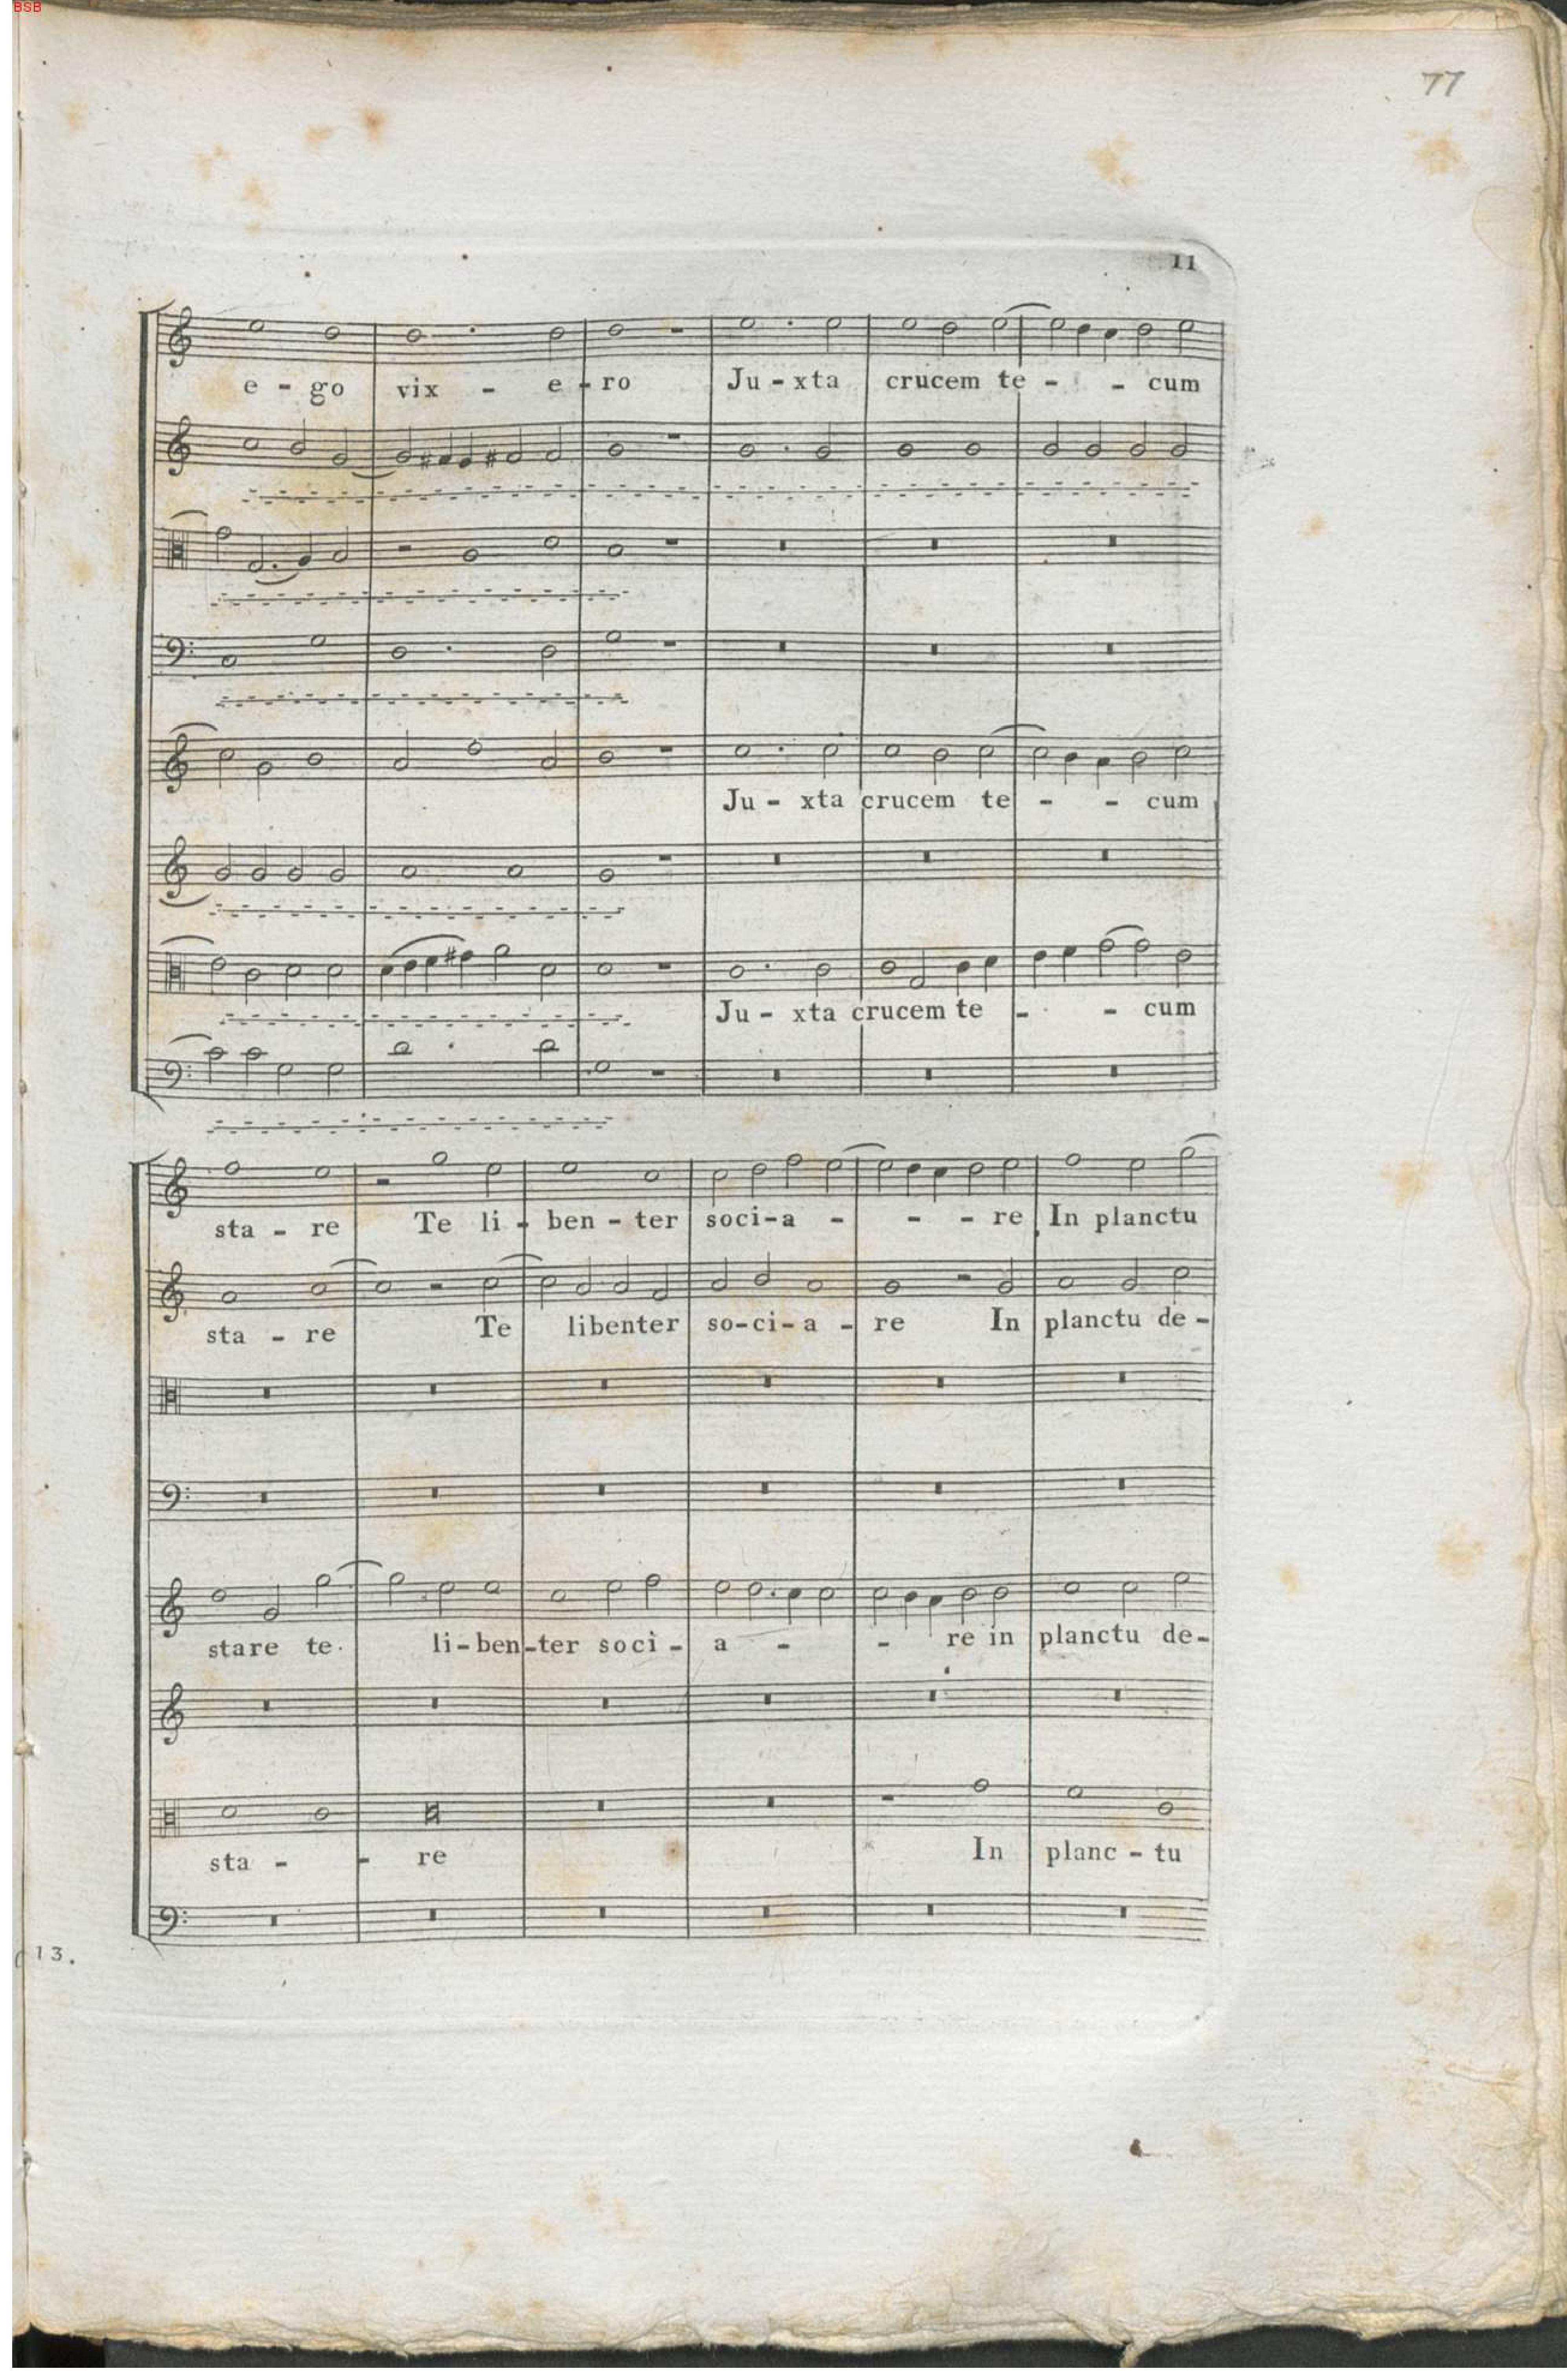 BSB
77
11
e - go vix - e - ro Ju - xta crucem te - - cum
Ju - xta crucem te - - cum
Ju - xta crucem te - - cum
sta - re Te li - ben - ter soci-a - - - re In planctu
sta - re Te libenter so-ci-a - re In planctu de-
stare te. li-ben-ter soci- a - - re in planctu de-
sta - - re In planc - tu
13.